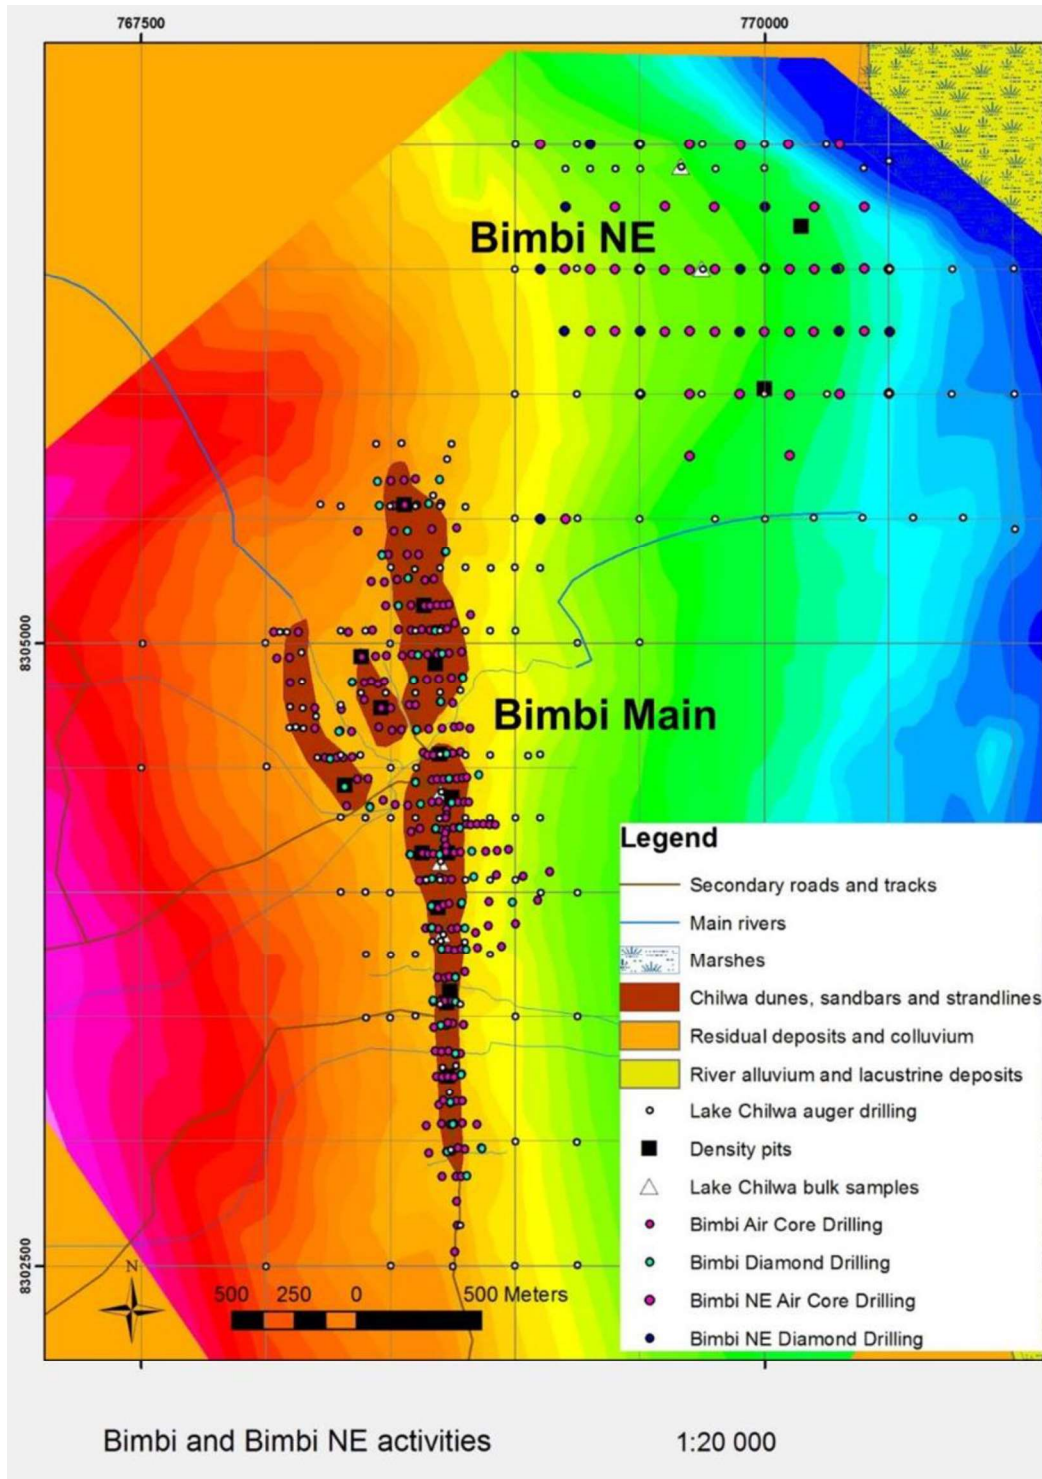 767500 770000
Bimbi NE
8305000
Bimbi Main
Legend
Secondary roads and tracks
Main rivers
Marshes
Chilwa dunes, sandbars and strandlines
Residual deposits and colluvium
River alluvium and lacustrine deposits
Lake Chilwa auger drilling
Density pits
Lake Chilwa bulk samples
Bimbi Air Core Drilling
Bimbi Diamond Drilling
Bimbi NE Air Core Drilling
Bimbi NE Diamond Drilling
8302500
N
500 250 0 500 Meters
Bimbi and Bimbi NE activities 1:20 000